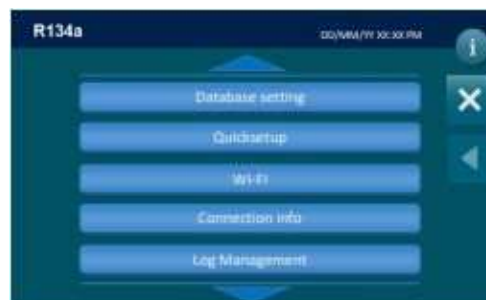 R134a
DD/MM/YY XX:XX PM
i
Database setting
Quicksetup
Wi-Fi
Connection info
Log Management